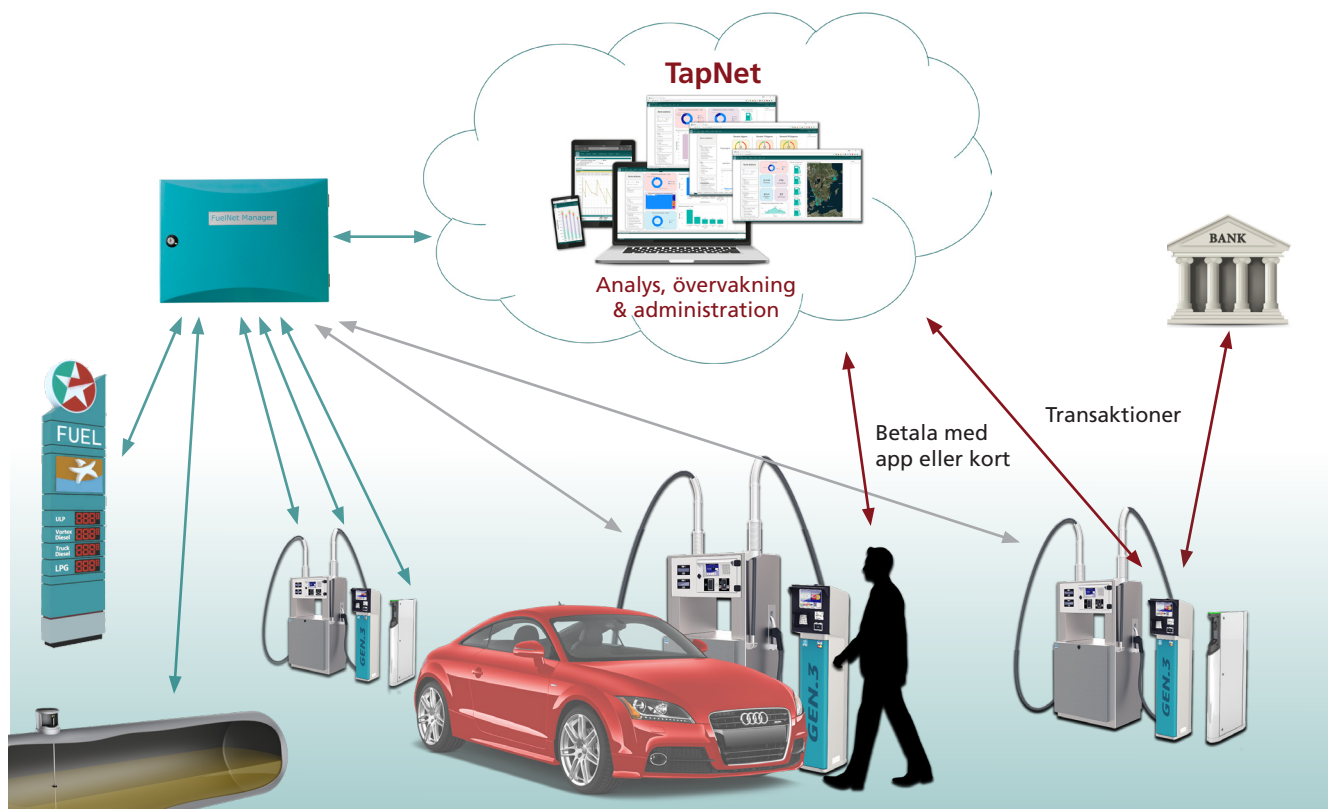 TapNet
FuelNet Manager
Analys, övervakning
& administration
BANK
Transaktioner
Betala med
app eller kort
FUEL
ULP
Vortex
Diesel
Truck
Diesel
LPG
GEN.3
GEN.3
GEN.3